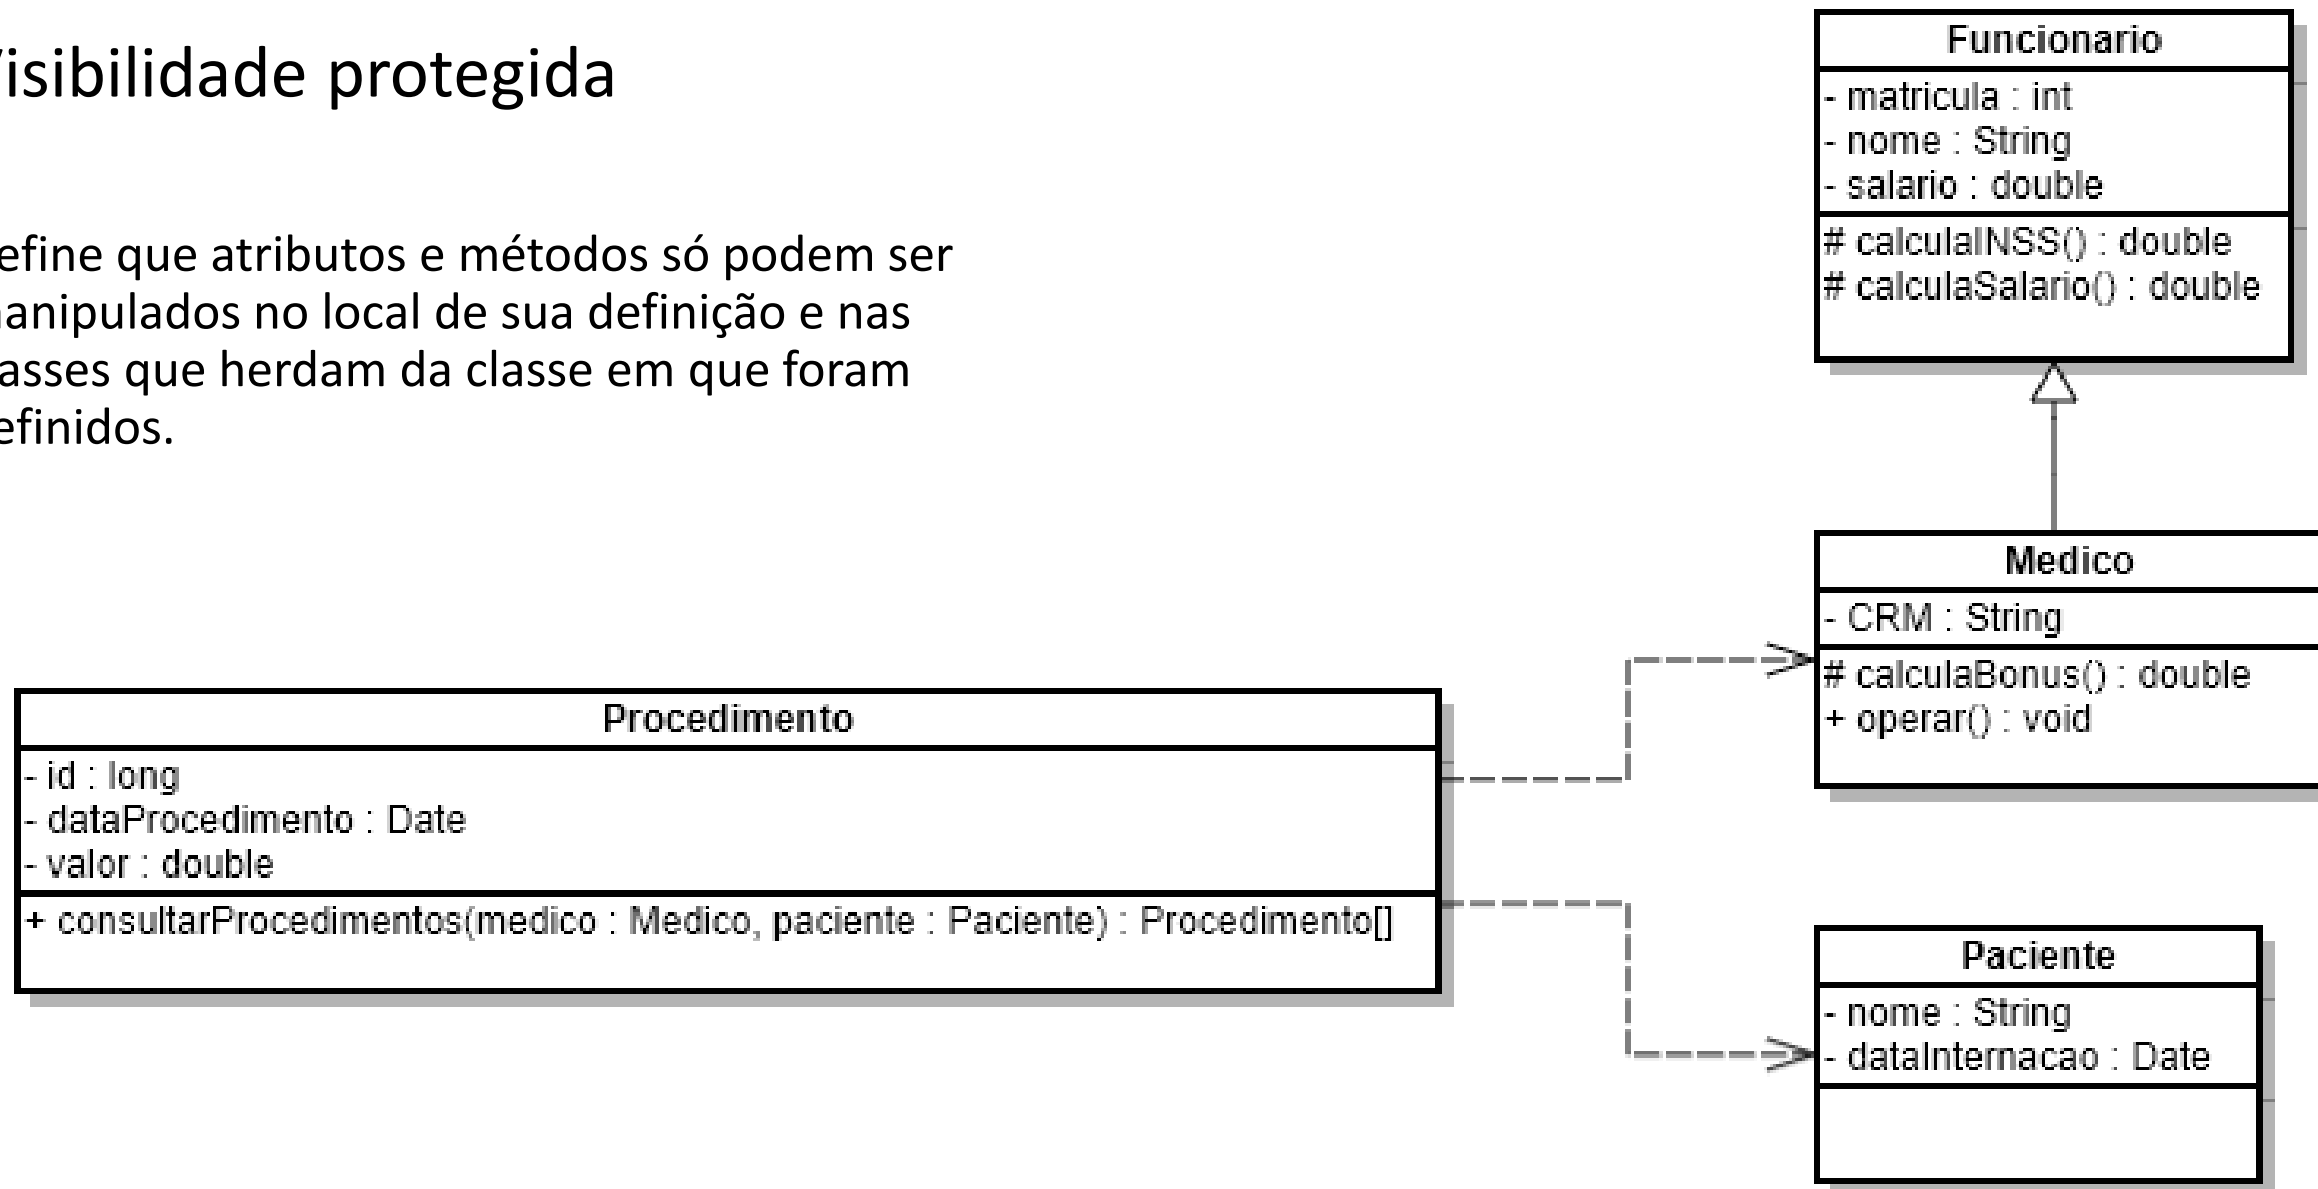 Visibilidade protegida
efine que atributos e métodos só podem ser
nanipulados no local de sua definição e nas
asses que herdam da classe em que foram
efinidos.
Funcionario
- matricula : int
- nome : String
- salario : double
# calculaINSS() : double
# calculaSalario() : double
Medico
- CRM : String
# calculaBonus() : double
+ operar() : void
Procedimento
- id : long
- dataProcedimento : Date
- valor : double
+ consultarProcedimentos(medico : Medico, paciente : Paciente) : Procedimento[]
Paciente
- nome : String
- dataInternacao : Date